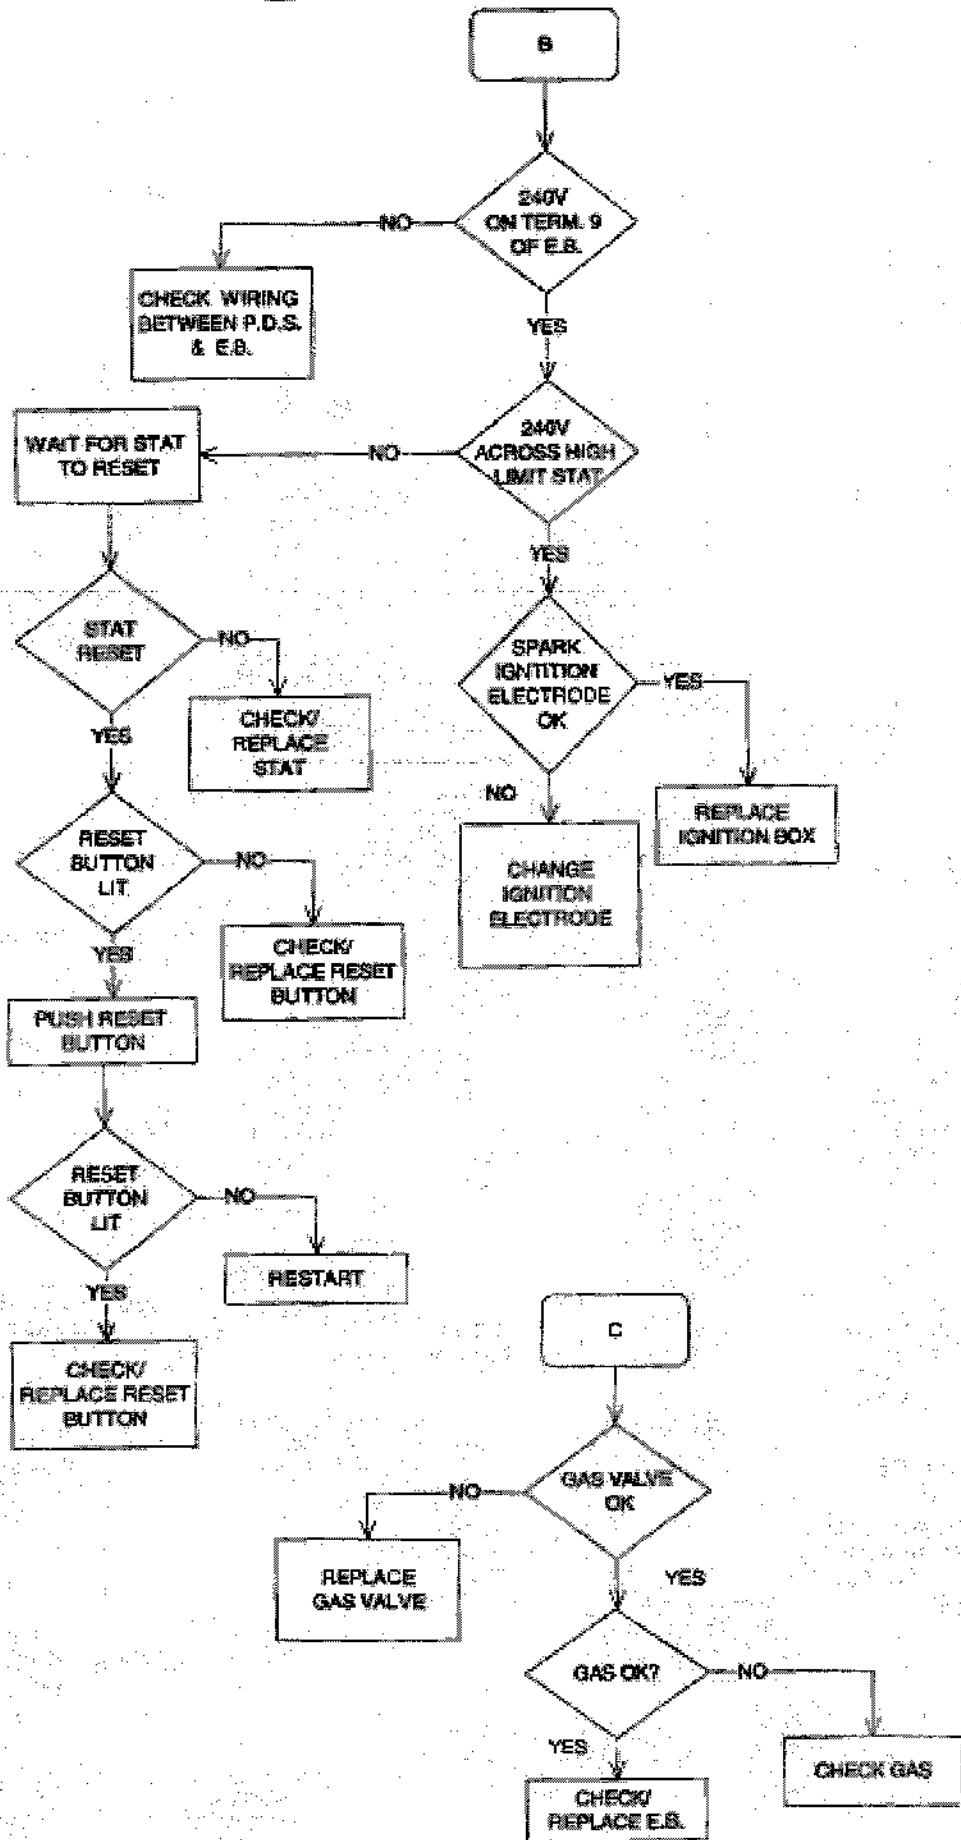 B
240V
ON TERM. 9
OF E.B.
NO
CHECK WIRING
BETWEEN P.D.S.
& E.B.
YES
240V
ACROSS HIGH
LIMIT STAT
NO
WAIT FOR STAT
TO RESET
YES
STAT
RESET
NO
CHECK/
REPLACE
STAT
SPARK
IGNTITION
ELECTRODE
OK
YES
REPLACE
IGNITION BOX
NO
CHANGE
IGNITION
ELECTRODE
YES
RESET
BUTTON
LIT
NO
CHECK/
REPLACE RESET
BUTTON
YES
PUSH RESET
BUTTON
RESET
BUTTON
LIT
NO
RESTART
YES
CHECK/
REPLACE RESET
BUTTON
C
GAS VALVE
OK
NO
REPLACE
GAS VALVE
YES
GAS OK?
NO
CHECK GAS
YES
CHECK/
REPLACE E.B.